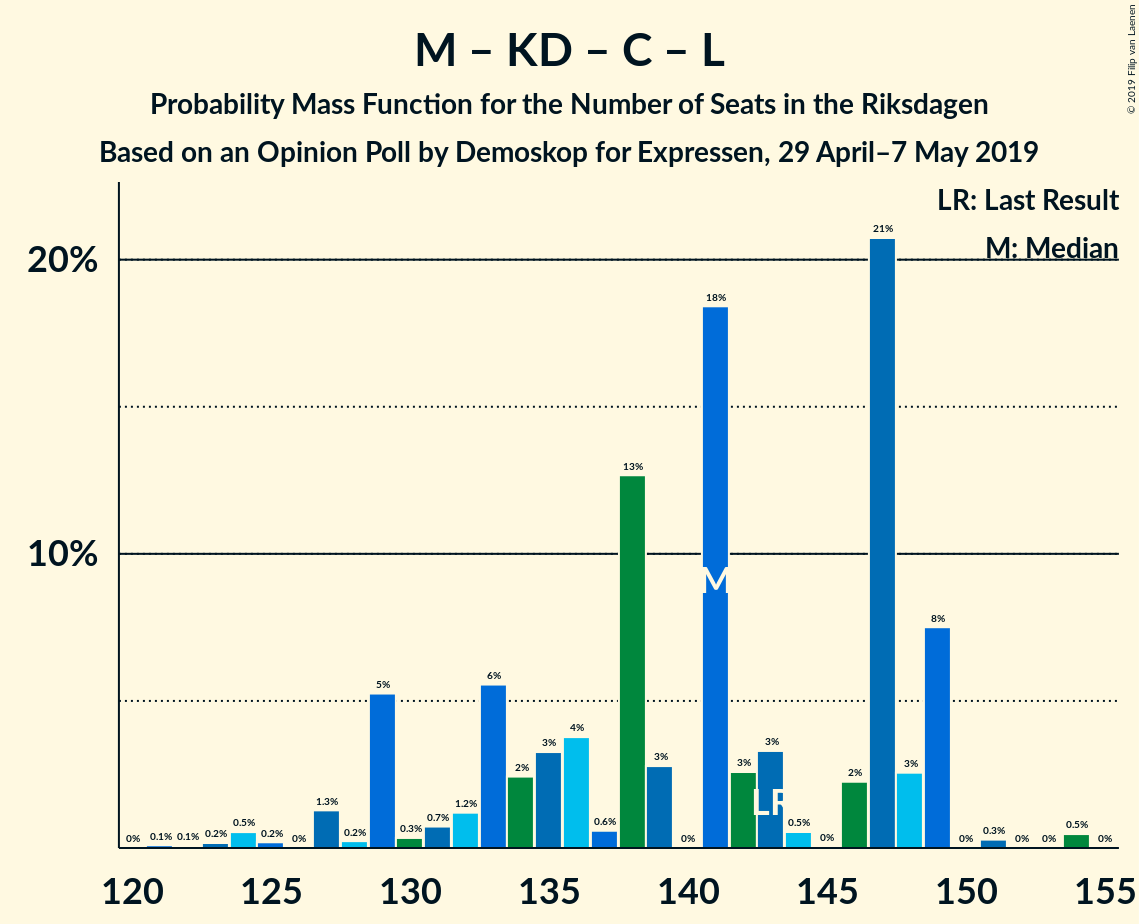 M – KD – C – L
Probability Mass Function for the Number of Seats in the Riksdagen
Based on an Opinion Poll by Demoskop for Expressen, 29 April–7 May 2019
© 2019 Filip van Laenen
LR: Last Result
M: Median
20%
10%
0% 0.1% 0.1% 0.2% 0.5% 0.2% 0% 1.3% 0.2% 5% 0.3% 0.7% 1.2% 6% 2% 3% 4% 0.6% 13% 3% 0% 18% 3% 3% 0.5% 0% 2% 21% 3% 8% 0% 0.3% 0% 0% 0.5% 0%
M
LR
120 125 130 135 140 145 150 155